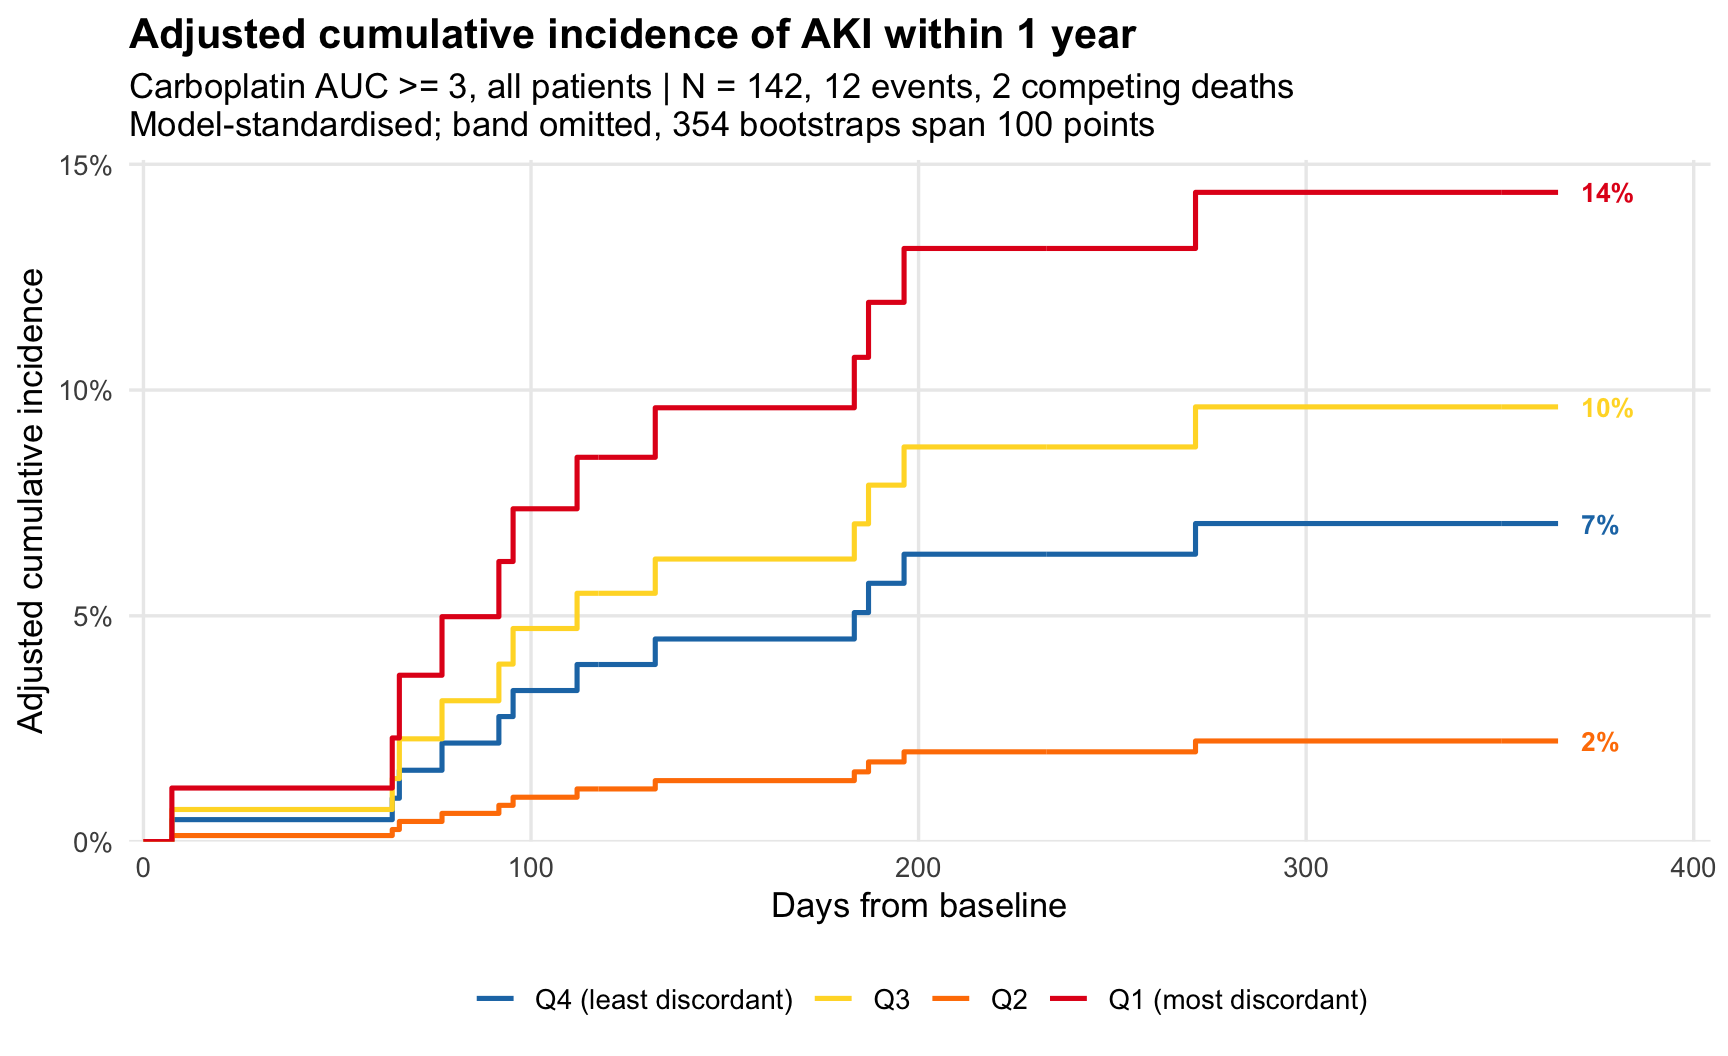 Adjusted cumulative incidence of AKI within 1 year
Carboplatin AUC >= 3, all patients | N = 142, 12 events, 2 competing deaths
Model-standardised; band omitted, 354 bootstraps span 100 points
Adjusted cumulative incidence
15%
10%
5%
0%
14%
10%
7%
2%
0 100 200 300 400
Days from baseline
Q4 (least discordant) Q3 Q2 Q1 (most discordant)